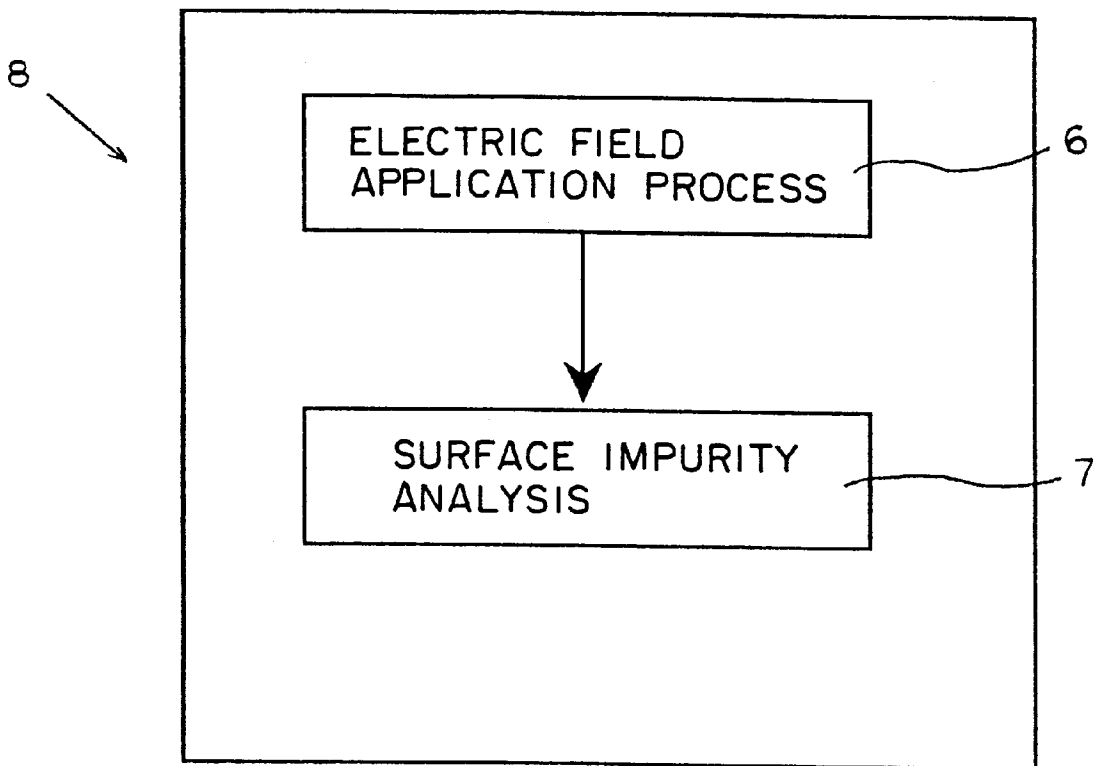 8
ELECTRIC FIELD
APPLICATION PROCESS
6
SURFACE IMPURITY
ANALYSIS
7